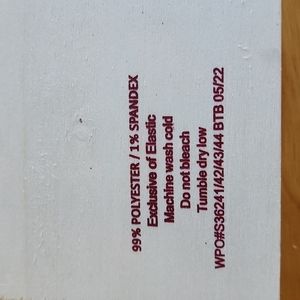 99% POLYESTER / 1% SPANDEX
Exclusive of Elastic
Machine wash cold
Do not bleach
Tumble dry low
WPO#S36241/42/43/44 BTB 05/22